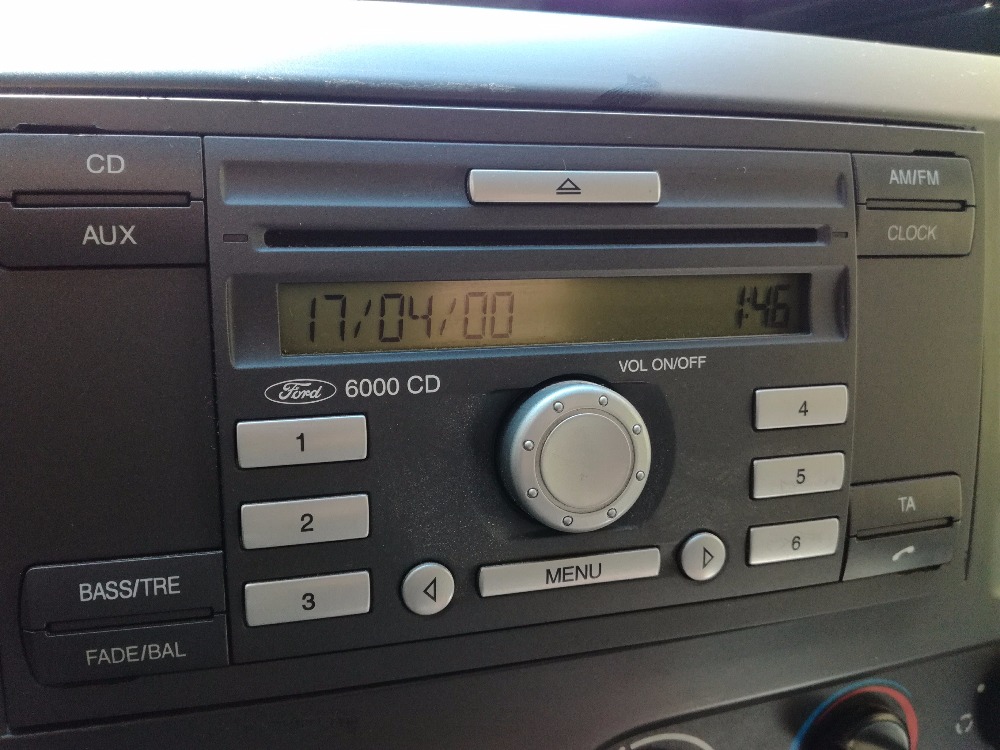 CD
AUX
AM/FM
CLOCK
17/04/00 1:46
VOL ON/OFF
Ford 6000 CD
1
2
3
4
5
6
TA
BASS/TRE
FADE/BAL
MENU